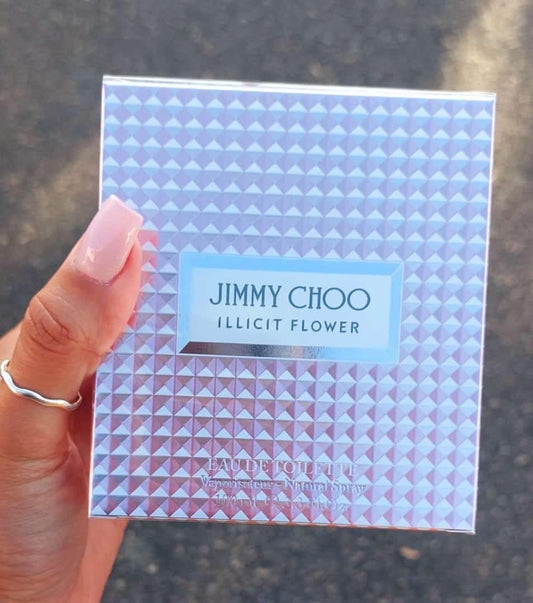 JIMMY CHOO
ILLICIT FLOWER
EAU DE TOILETTE
Vaporisateur - Natural Spray